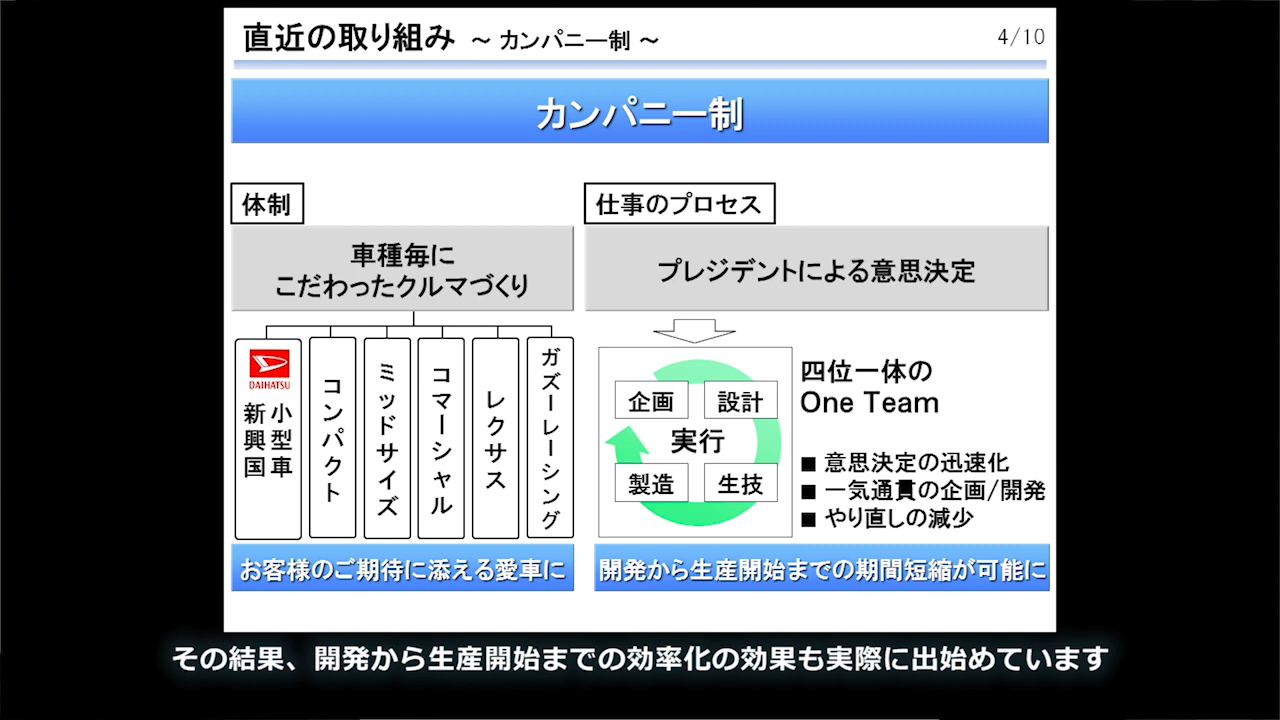 直近の取り組み ~ カンパニー制 ~
4/10
カンパニー制
体制
車種毎に
こだわったクルマづくり
DAIHATSU
新興国
小型車
コンパクト
ミッドサイズ
コマーシャル
レクサス
ガズーレーシング
お客様のご期待に添える愛車に
仕事のプロセス
プレジデントによる意思決定
企画
設計
実行
製造
生技
四位一体の
One Team
■ 意思決定の迅速化
■ 一気通貫の企画/開発
■ やり直しの減少
開発から生産開始までの期間短縮が可能に
その結果、開発から生産開始までの効率化の効果も実際に出始めています